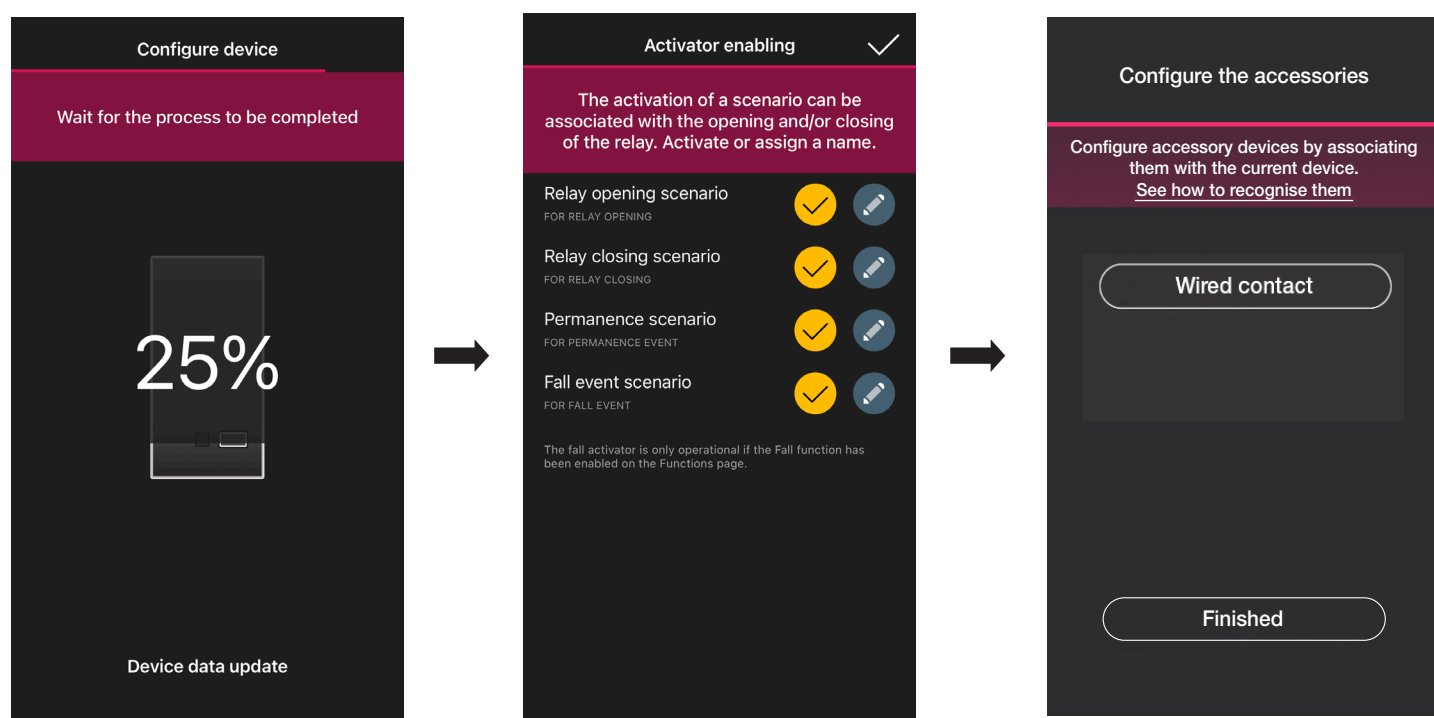 Configure device
Wait for the process to be completed
25%
Device data update
Activator enabling
The activation of a scenario can be
associated with the opening and/or closing
of the relay. Activate or assign a name.
Relay opening scenario
FOR RELAY OPENING
Relay closing scenario
FOR RELAY CLOSING
Permanence scenario
FOR PERMANENCE EVENT
Fall event scenario
FOR FALL EVENT
The fall activator is only operational if the Fall function has
been enabled on the Functions page.
Configure the accessories
Configure accessory devices by associating
them with the current device.
See how to recognise them
Wired contact
Finished